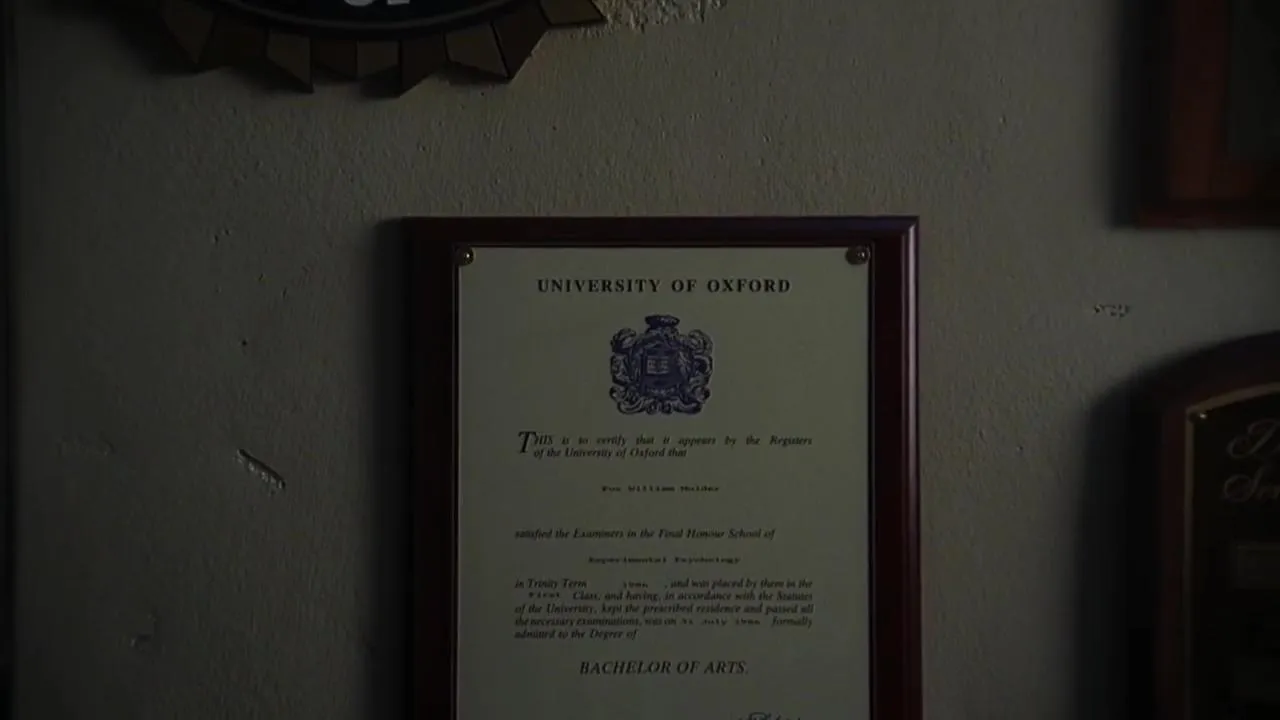 UNIVERSITY OF OXFORD
THIS is to certify that it appears by the Registers
of the University of Oxford that
Fox William Mulder
satisfied the Examiners in the Final Honour School of
Experimental Psychology
in Trinity Term 1986 , and was placed by them in the
First Class, and having, in accordance with the Statutes
of the University, kept the prescribed residence and passed all
the necessary examinations, was on 31 July 1986 formally
admitted to the Degree of
BACHELOR OF ARTS.